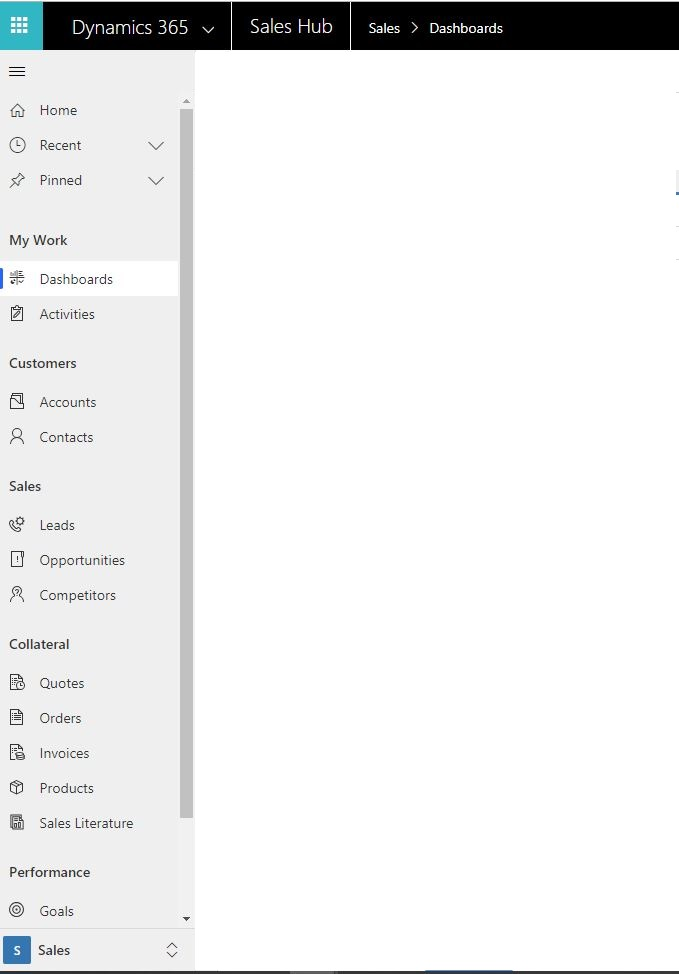 Dynamics 365 Sales Hub Sales > Dashboards
Home
Recent
Pinned
My Work
Dashboards
Activities
Customers
Accounts
Contacts
Sales
Leads
Opportunities
Competitors
Collateral
Quotes
Orders
Invoices
Products
Sales Literature
Performance
Goals
S Sales